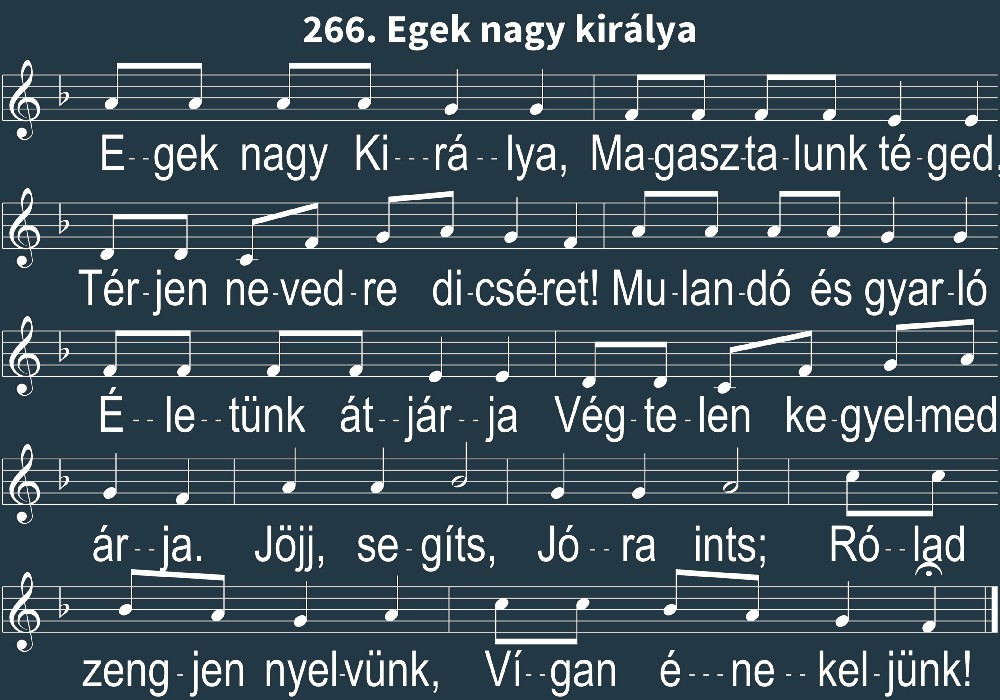 266. Egek nagy királya
E--gek nagy Ki---rá--lya, Ma-gasz-ta-lunk té-ged,
Tér-jen ne-ved-re di-csé-ret! Mu-lan-dó és gyar-ló
É--le--tünk át--jár--ja Vég-te-len ke-gyel-med
ár--ja. Jöjj, se-gíts, Jó--ra ints; Ró--lad
zeng-jen nyel-vünk, Ví--gan é---ne--kel-jünk!